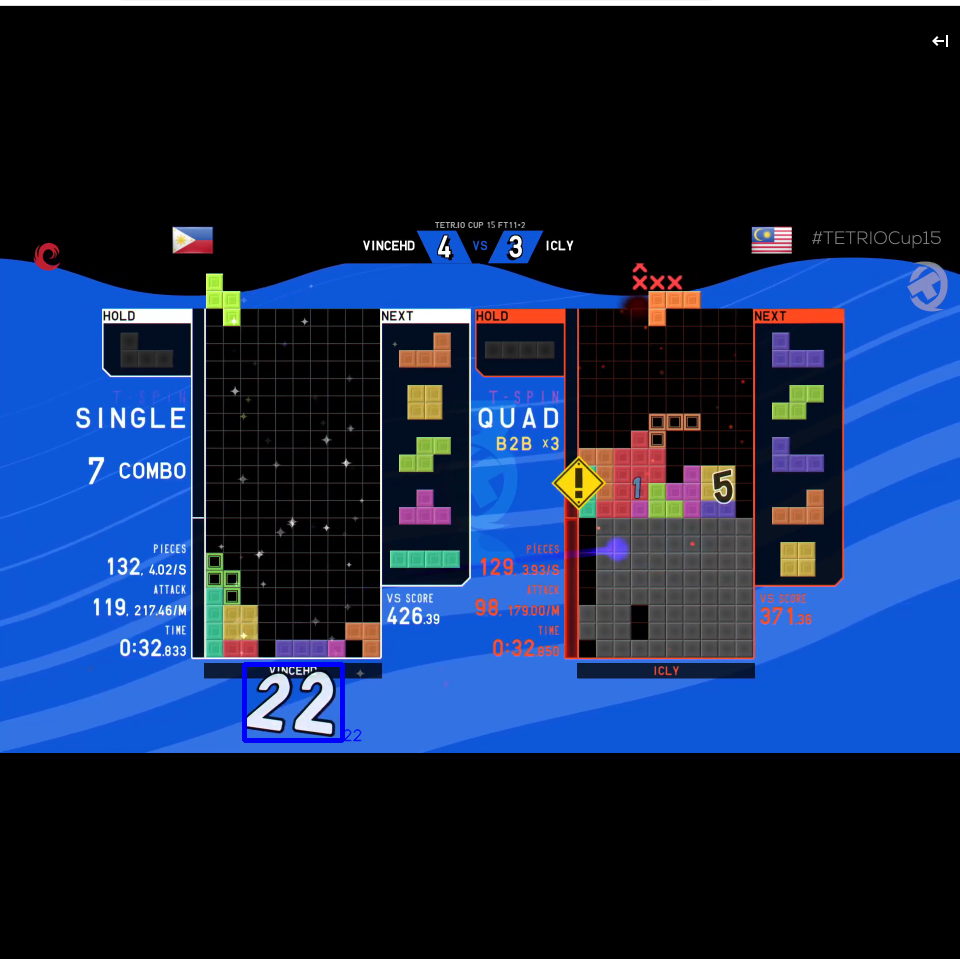 TETR.IO CUP 15 FT11-2
VINCEHD 4 VS 3 ICLY
#TETRIOCup15
HOLD
NEXT
T-SPIN
SINGLE
7 COMBO
PIECES
132, 4.02/S
ATTACK
119, 217.46/M
TIME
0:32.833
VS SCORE
426.39
VINCEHD
22
22
HOLD
NEXT
T-SPIN
QUAD
B2B ×3
!
1
5
PIECES
129, 3.93/S
ATTACK
98, 179.00/M
TIME
0:32.850
VS SCORE
371.38
ICLY